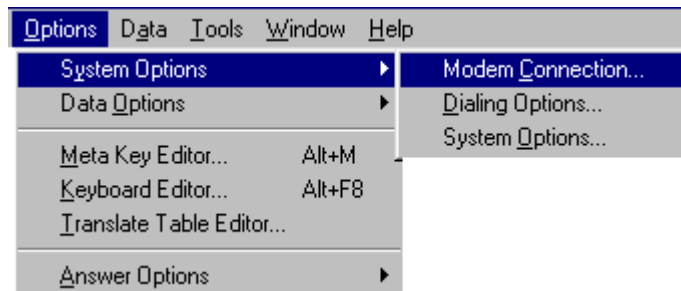 Options Data Tools Window Help
System Options
Data Options
Meta Key Editor... Alt+M
Keyboard Editor... Alt+F8
Translate Table Editor...
Answer Options
Modem Connection...
Dialing Options...
System Options...